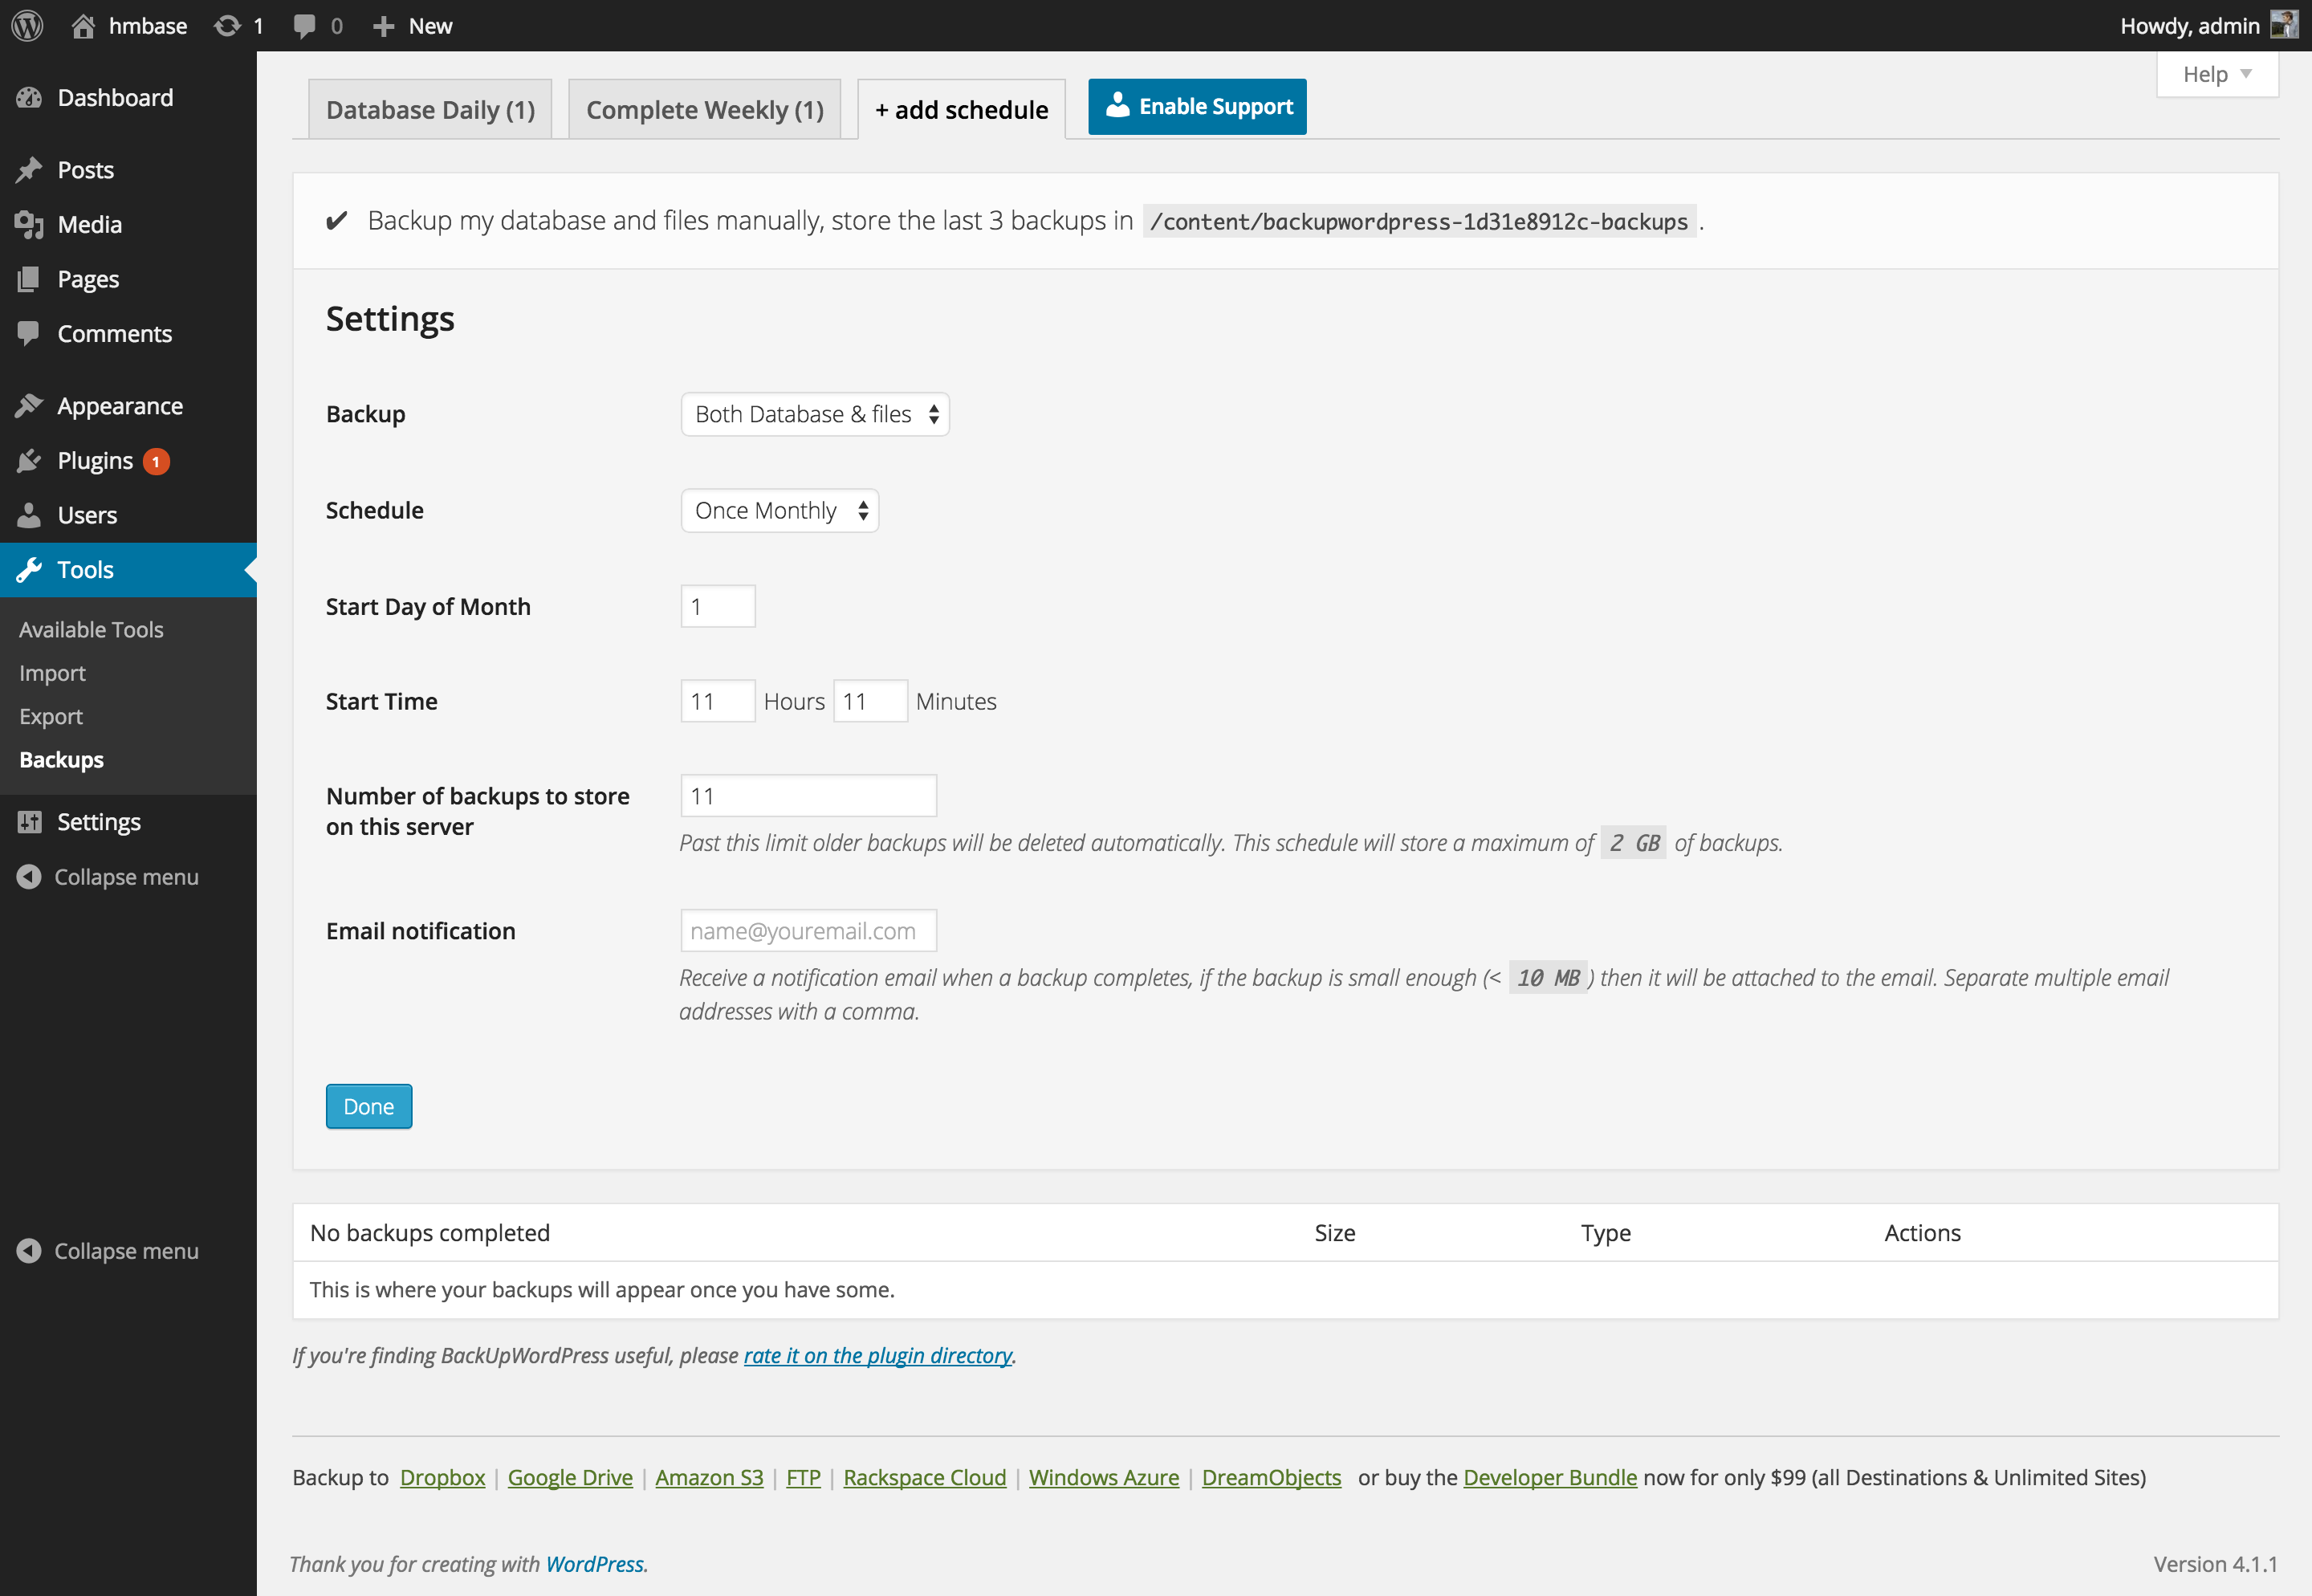 hmbase 1 0 New Howdy, admin
Help
Dashboard
Posts
Media
Pages
Comments
Appearance
Plugins 1
Users
Tools
Available Tools
Import
Export
Backups
Settings
Collapse menu
Collapse menu
Database Daily (1) Complete Weekly (1) + add schedule Enable Support
✔ Backup my database and files manually, store the last 3 backups in /content/backupwordpress-1d31e8912c-backups .
Settings
Backup Both Database & files
Schedule Once Monthly
Start Day of Month 1
Start Time 11 Hours 11 Minutes
Number of backups to store 11
on this server
Past this limit older backups will be deleted automatically. This schedule will store a maximum of 2 GB of backups.
Email notification name@youremail.com
Receive a notification email when a backup completes, if the backup is small enough (< 10 MB ) then it will be attached to the email. Separate multiple email
addresses with a comma.
Done
No backups completed Size Type Actions
This is where your backups will appear once you have some.
If you're finding BackUpWordPress useful, please rate it on the plugin directory.
Backup to Dropbox | Google Drive | Amazon S3 | FTP | Rackspace Cloud | Windows Azure | DreamObjects or buy the Developer Bundle now for only $99 (all Destinations & Unlimited Sites)
Thank you for creating with WordPress. Version 4.1.1